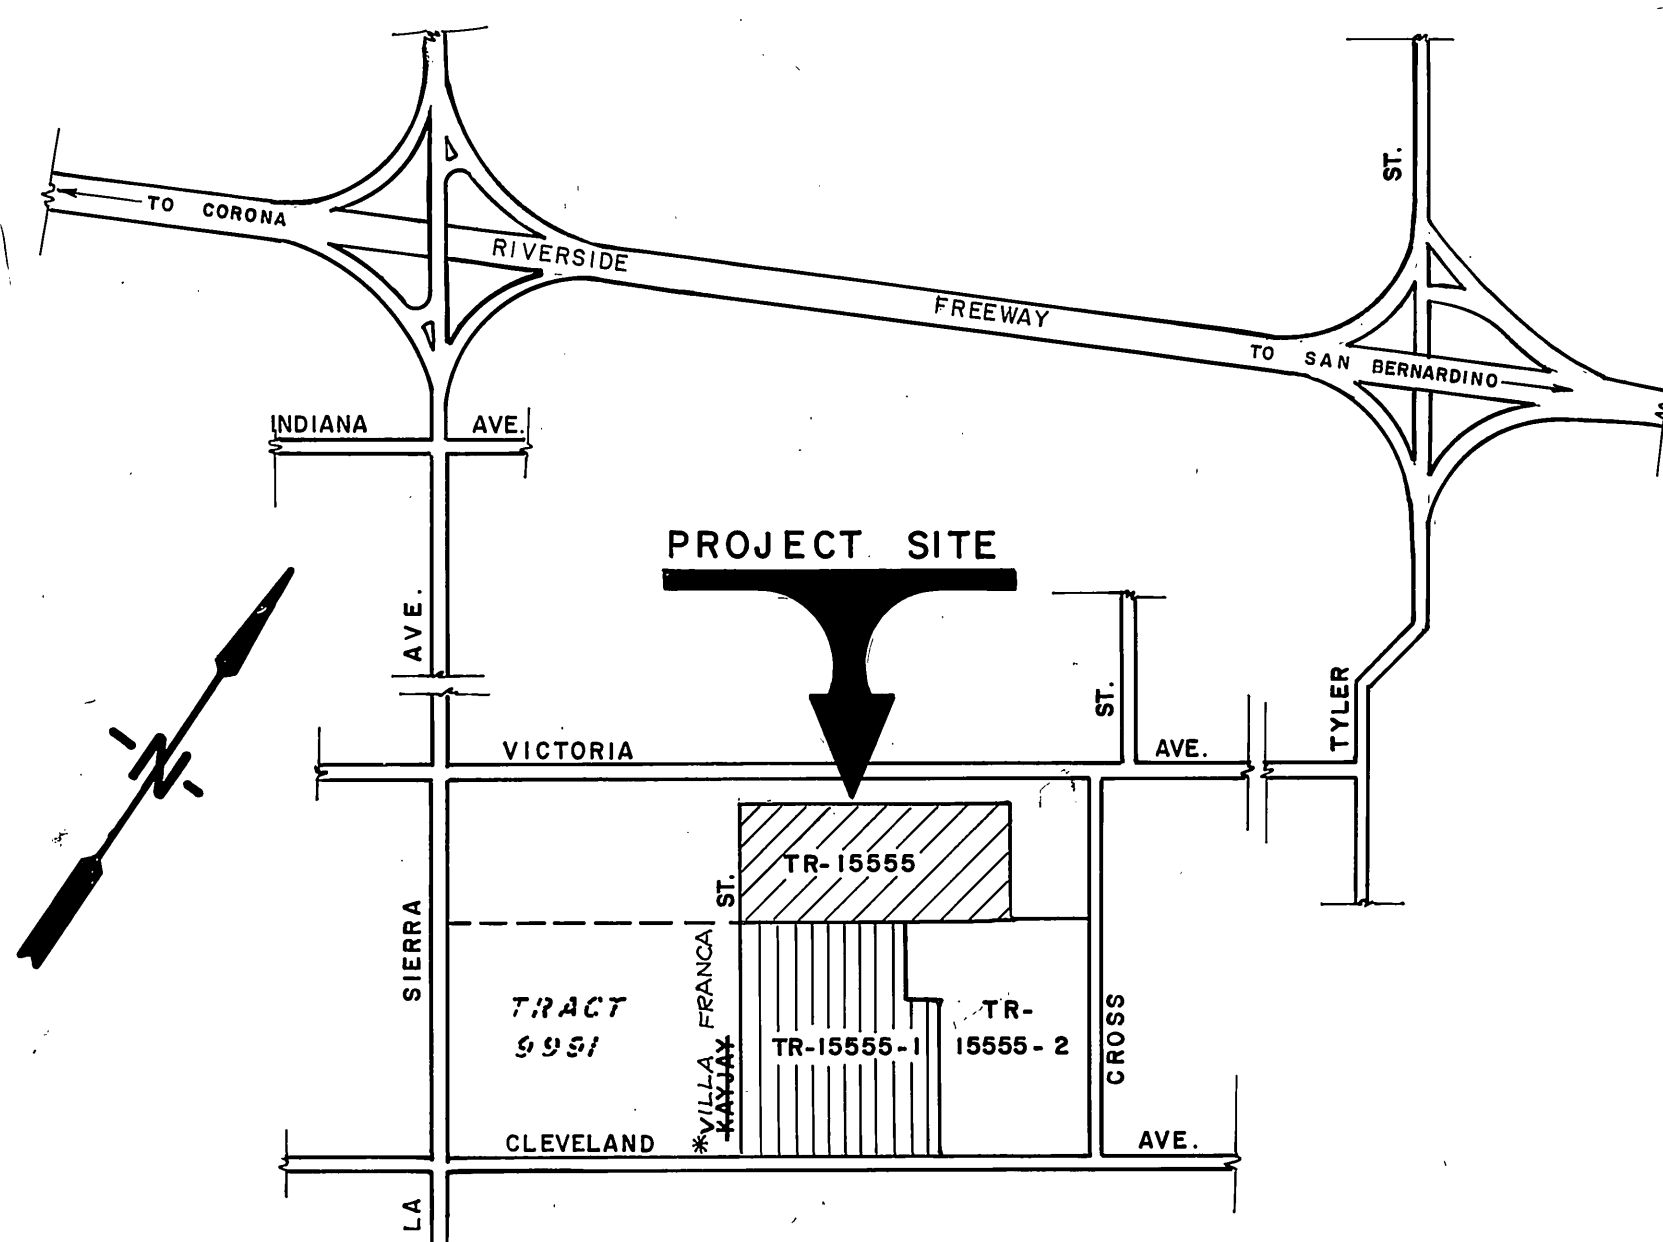 ST.
TO CORONA
RIVERSIDE
FREEWAY
TO SAN BERNARDINO
INDIANA AVE.
PROJECT SITE
AVE.
ST.
TYLER
VICTORIA AVE.
TR-15555
ST.
SIERRA
*VILLA FRANCA
KAYJAY
TRACT
9991
TR-15555-1
TR-
15555-2
CROSS
CLEVELAND AVE.
LA
N